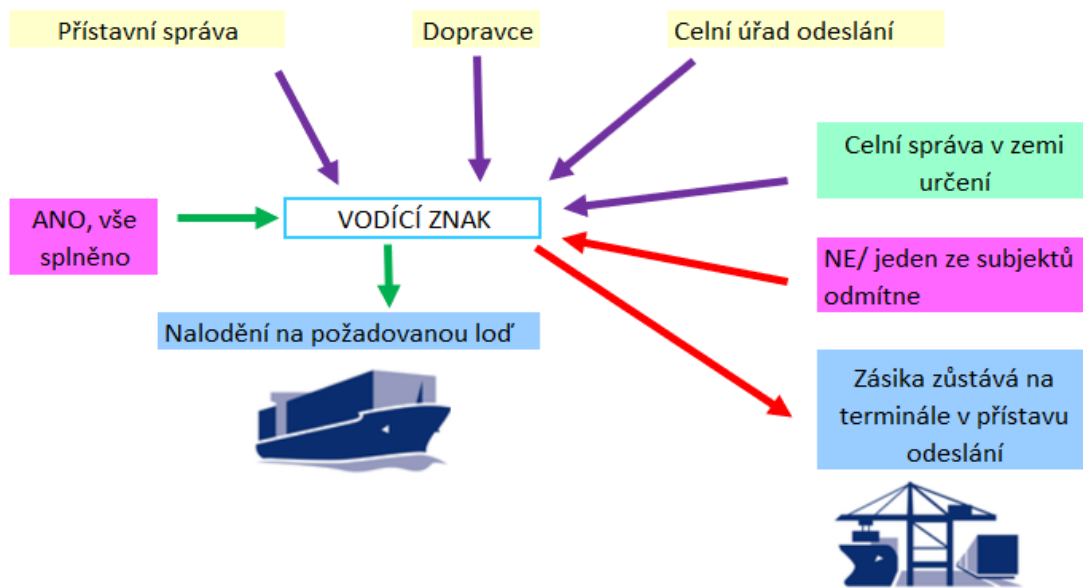 Přístavní správa
Dopravce
Celní úřad odeslání
Celní správa v zemi
určení
ANO, vše
splněno
VODÍCÍ ZNAK
NE/ jeden ze subjektů
odmítne
Nalodění na požadovanou loď
Zásika zůstává na
terminále v přístavu
odeslání